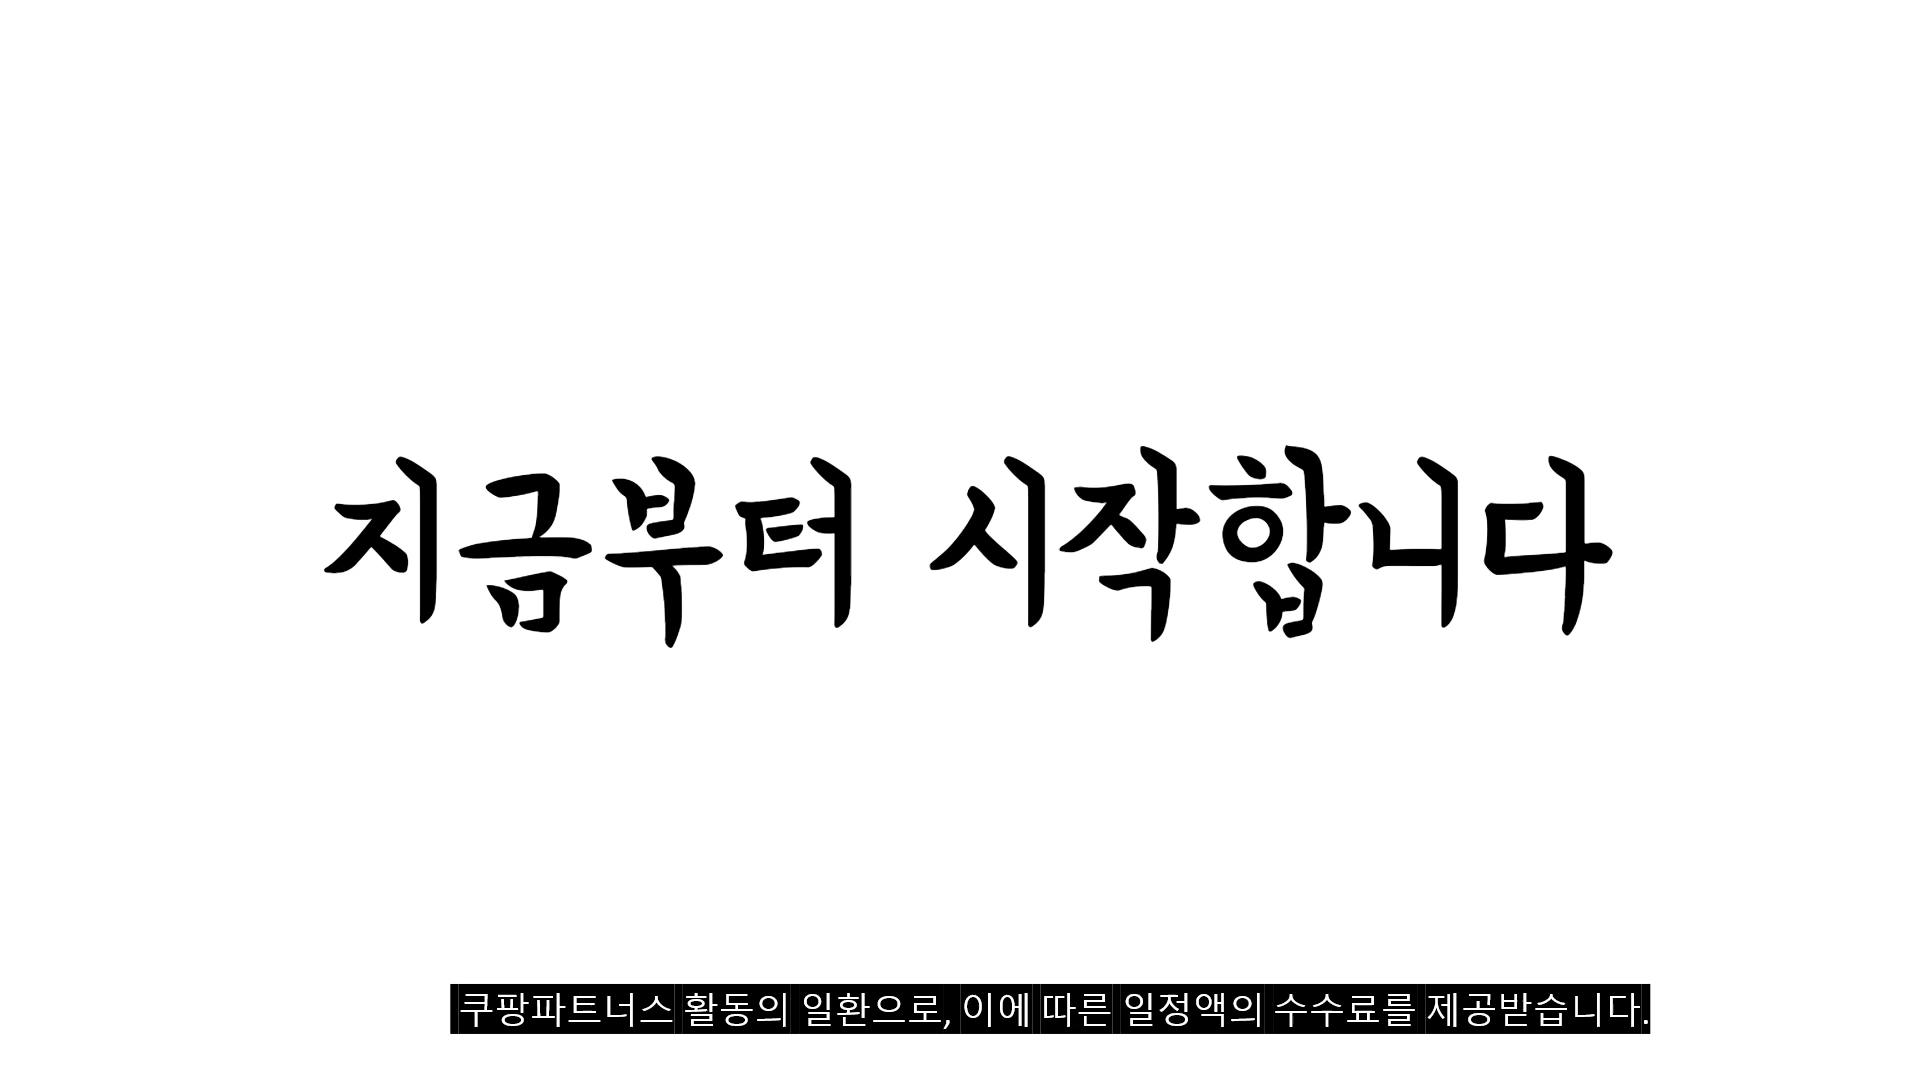 지금부터 시작합니다
쿠팡파트너스 활동의 일환으로, 이에 따른 일정액의 수수료를 제공받습니다.